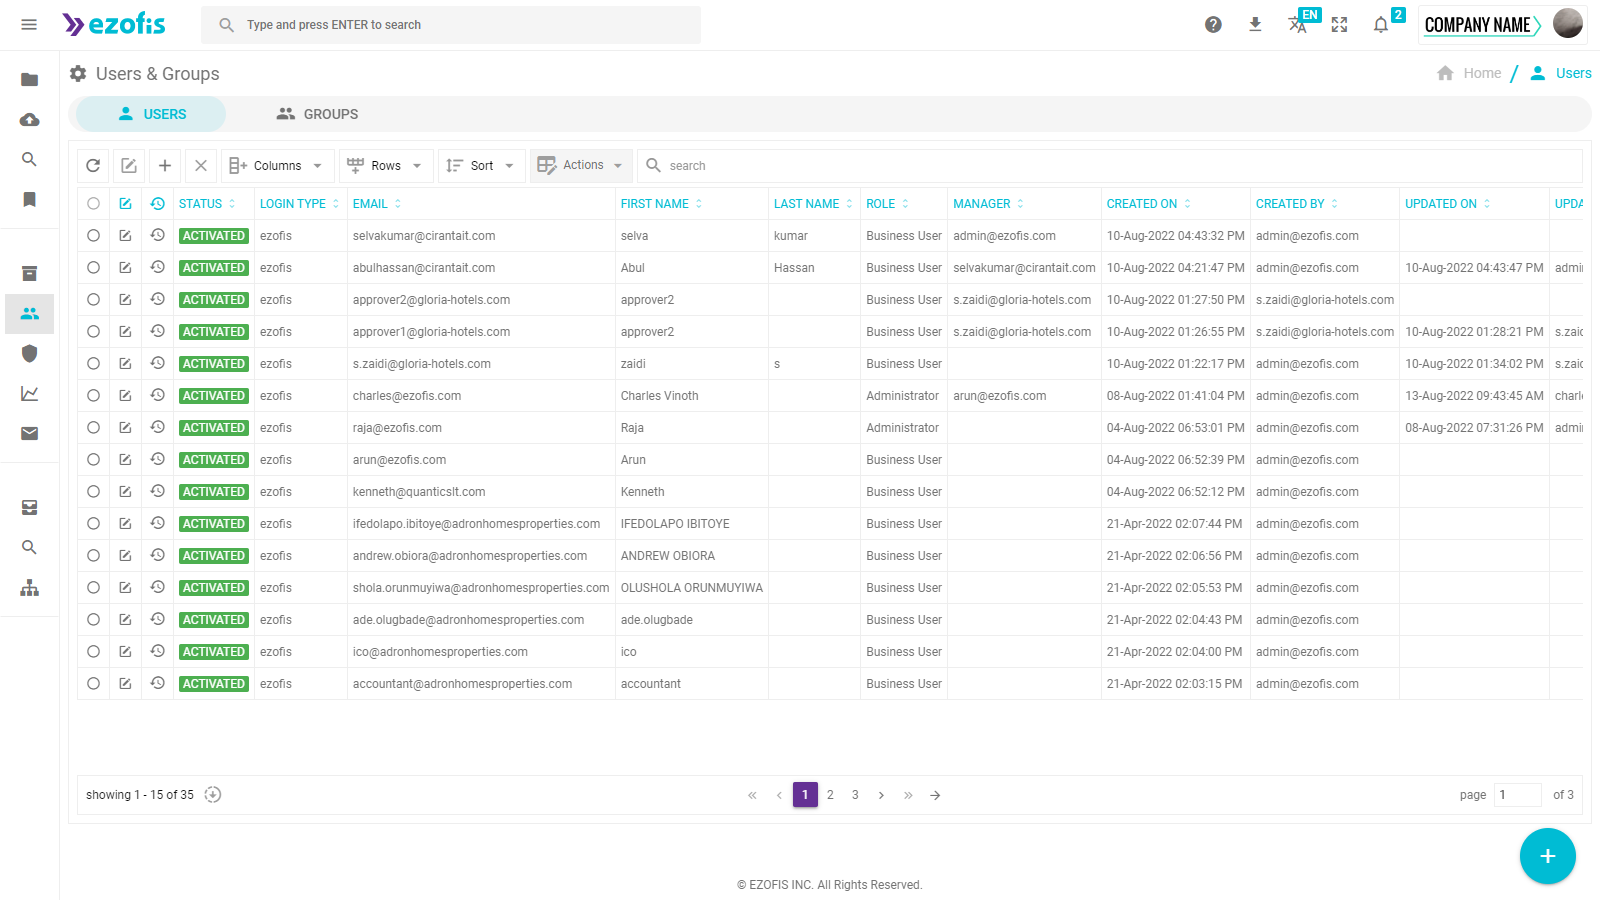 ezofis
Type and press ENTER to search
EN
2
COMPANY NAME
Users & Groups
Home / Users
USERS
GROUPS
Columns
Rows
Sort
Actions
search
STATUS LOGIN TYPE EMAIL FIRST NAME LAST NAME ROLE MANAGER CREATED ON CREATED BY UPDATED ON UPDA
ACTIVATED ezofis selvakumar@cirantait.com selva kumar Business User admin@ezofis.com 10-Aug-2022 04:43:32 PM admin@ezofis.com
ACTIVATED ezofis abulhassan@cirantait.com Abul Hassan Business User selvakumar@cirantait.com 10-Aug-2022 04:21:47 PM admin@ezofis.com 10-Aug-2022 04:43:47 PM admi
ACTIVATED ezofis approver2@gloria-hotels.com approver2 Business User s.zaidi@gloria-hotels.com 10-Aug-2022 01:27:50 PM s.zaidi@gloria-hotels.com
ACTIVATED ezofis approver1@gloria-hotels.com approver2 Business User s.zaidi@gloria-hotels.com 10-Aug-2022 01:26:55 PM s.zaidi@gloria-hotels.com 10-Aug-2022 01:28:21 PM s.zaid
ACTIVATED ezofis s.zaidi@gloria-hotels.com zaidi s Business User 10-Aug-2022 01:22:17 PM admin@ezofis.com 10-Aug-2022 01:34:02 PM s.zaid
ACTIVATED ezofis charles@ezofis.com Charles Vinoth Administrator arun@ezofis.com 08-Aug-2022 01:41:04 PM admin@ezofis.com 13-Aug-2022 09:43:45 AM charl
ACTIVATED ezofis raja@ezofis.com Raja Administrator 04-Aug-2022 06:53:01 PM admin@ezofis.com 08-Aug-2022 07:31:26 PM admi
ACTIVATED ezofis arun@ezofis.com Arun Business User 04-Aug-2022 06:52:39 PM admin@ezofis.com
ACTIVATED ezofis kenneth@quanticslt.com Kenneth Business User 04-Aug-2022 06:52:12 PM admin@ezofis.com
ACTIVATED ezofis ifedolapo.ibitoye@adronhomesproperties.com IFEDOLAPO IBITOYE Business User 21-Apr-2022 02:07:44 PM admin@ezofis.com
ACTIVATED ezofis andrew.obiora@adronhomesproperties.com ANDREW OBIORA Business User 21-Apr-2022 02:06:56 PM admin@ezofis.com
ACTIVATED ezofis shola.orunmuyiwa@adronhomesproperties.com OLUSHOLA ORUNMUYIWA Business User 21-Apr-2022 02:05:53 PM admin@ezofis.com
ACTIVATED ezofis ade.olugbade@adronhomesproperties.com ade.olugbade Business User 21-Apr-2022 02:04:43 PM admin@ezofis.com
ACTIVATED ezofis ico@adronhomesproperties.com ico Business User 21-Apr-2022 02:04:00 PM admin@ezofis.com
ACTIVATED ezofis accountant@adronhomesproperties.com accountant Business User 21-Apr-2022 02:03:15 PM admin@ezofis.com
showing 1 - 15 of 35
« ‹ 1 2 3 › » →
page 1 of 3
+
© EZOFIS INC. All Rights Reserved.